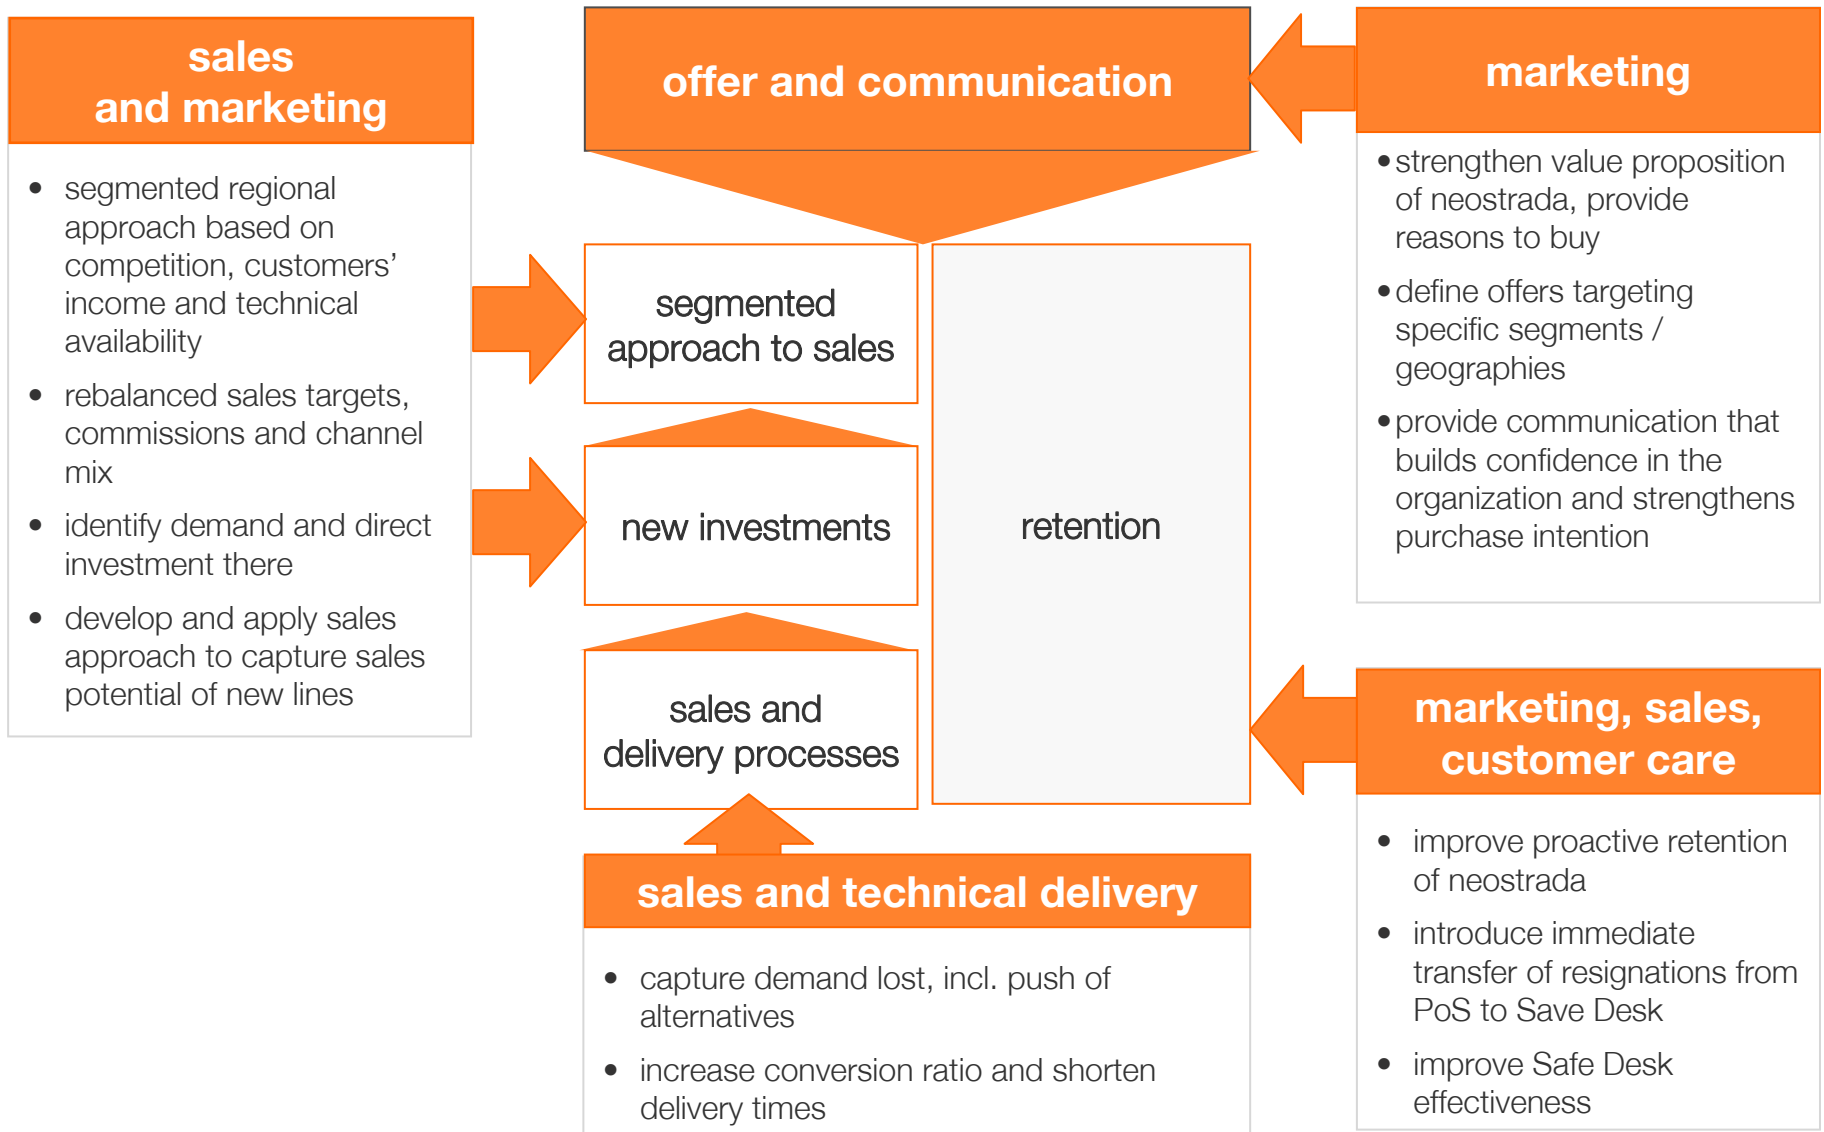 sales
and marketing
• segmented regional
approach based on
competition, customers’
income and technical
availability
• rebalanced sales targets,
commissions and channel
mix
• identify demand and direct
investment there
• develop and apply sales
approach to capture sales
potential of new lines
offer and communication
segmented
approach to sales
new investments
sales and
delivery processes
retention
sales and technical delivery
• capture demand lost, incl. push of
alternatives
• increase conversion ratio and shorten
delivery times
marketing
• strengthen value proposition
of neostrada, provide
reasons to buy
• define offers targeting
specific segments /
geographies
• provide communication that
builds confidence in the
organization and strengthens
purchase intention
marketing, sales,
customer care
• improve proactive retention
of neostrada
• introduce immediate
transfer of resignations from
PoS to Save Desk
• improve Safe Desk
effectiveness